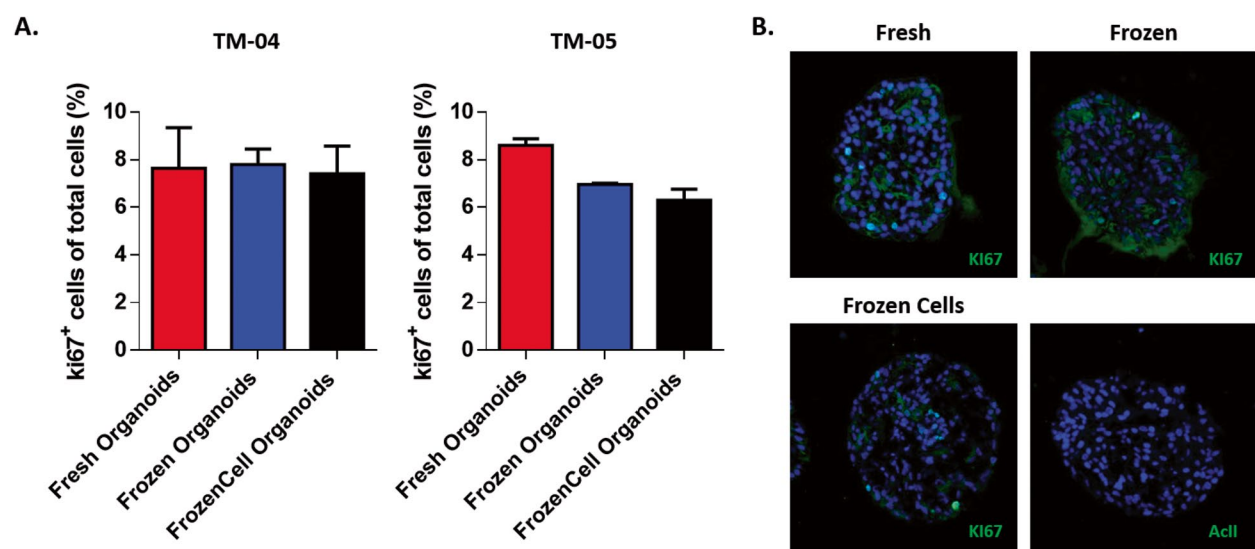 A.
TM-04
ki67+ cells of total cells (%)
10
8
6
4
2
0
Fresh Organoids
Frozen Organoids
FrozenCell Organoids
TM-05
ki67+ cells of total cells (%)
10
8
6
4
2
0
Fresh Organoids
Frozen Organoids
FrozenCell Organoids
B.
Fresh
Frozen
KI67
KI67
Frozen Cells
KI67
AcII